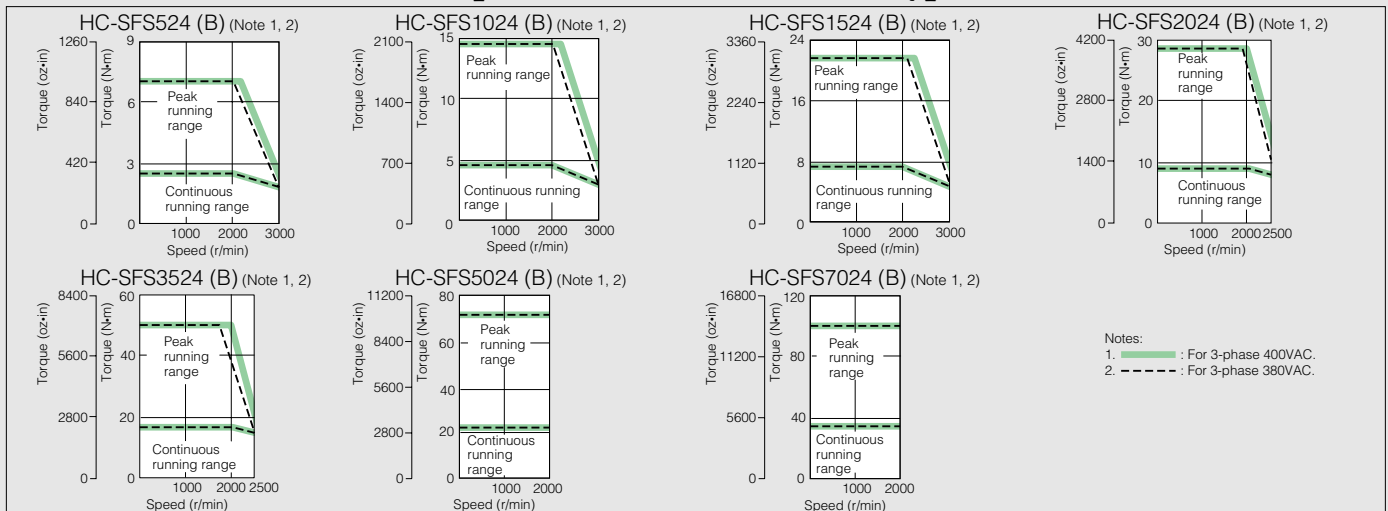 HC-SFS524 (B) (Note 1, 2)
Torque (oz•in)
Torque (N•m)
1260
840
420
0
9
6
3
0
Peak
running
range
Continuous
running range
1000 2000 3000
Speed (r/min)
HC-SFS1024 (B) (Note 1, 2)
Torque (oz•in)
Torque (N•m)
2100
1400
700
0
15
10
5
0
Peak
running range
Continuous running
range
1000 2000 3000
Speed (r/min)
HC-SFS1524 (B) (Note 1, 2)
Torque (oz•in)
Torque (N•m)
3360
2240
1120
0
24
16
8
0
Peak
running range
Continuous running
range
1000 2000 3000
Speed (r/min)
HC-SFS2024 (B) (Note 1, 2)
Torque (oz•in)
Torque (N•m)
4200
2800
1400
0
30
20
10
0
Peak
running
range
Continuous
running range
1000 2000 2500
Speed (r/min)
HC-SFS3524 (B) (Note 1, 2)
Torque (oz•in)
Torque (N•m)
8400
5600
2800
0
60
40
20
0
Peak
running
range
Continuous
running range
1000 2000 2500
Speed (r/min)
HC-SFS5024 (B) (Note 1, 2)
Torque (oz•in)
Torque (N•m)
11200
8400
5600
2800
0
80
60
40
20
0
Peak
running
range
Continuous
running
range
1000 2000
Speed (r/min)
HC-SFS7024 (B) (Note 1, 2)
Torque (oz•in)
Torque (N•m)
16800
11200
5600
0
120
80
40
0
Peak
running
range
Continuous
running
range
1000 2000
Speed (r/min)
Notes:
1. : For 3-phase 400VAC.
2. : For 3-phase 380VAC.